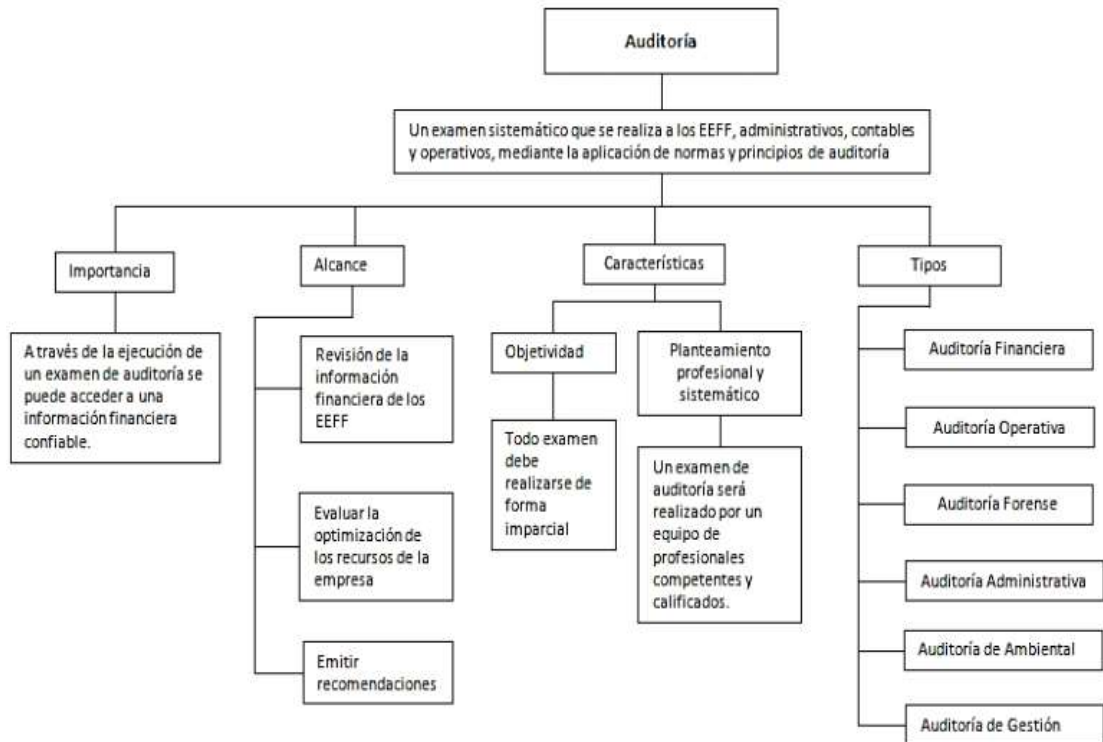 Auditoría
Un examen sistemático que se realiza a los EEFF, administrativos, contables
y operativos, mediante la aplicación de normas y principios de auditoría
Importancia
A través de la ejecución de
un examen de auditoría se
puede acceder a una
información financiera
confiable.
Alcance
Revisión de la
información
financiera de los
EEFF
Evaluar la
optimización de
los recursos de la
empresa
Emitir
recomendaciones
Características
Objetividad
Todo examen
debe
realizarse de
forma
imparcial
Planteamiento
profesional y
sistemático
Un examen de
auditoría será
realizado por un
equipo de
profesionales
competentes y
calificados.
Tipos
Auditoría Financiera
Auditoría Operativa
Auditoría Forense
Auditoría Administrativa
Auditoría de Ambiental
Auditoría de Gestión